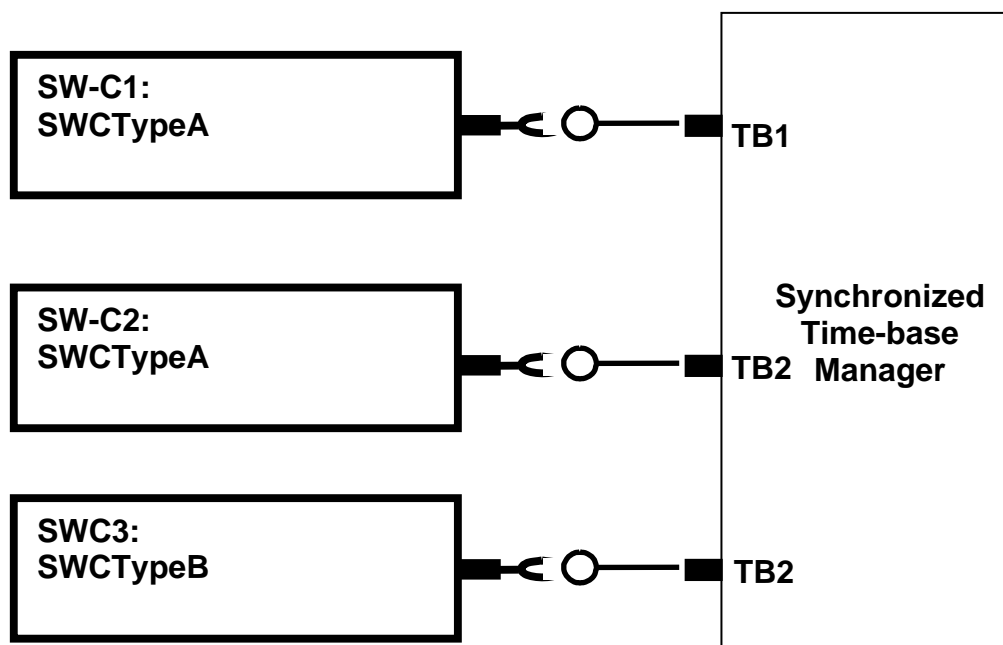 SW-C1:
SWCTypeA
TB1
SW-C2:
SWCTypeA
TB2
Synchronized
Time-base
Manager
SWC3:
SWCTypeB
TB2